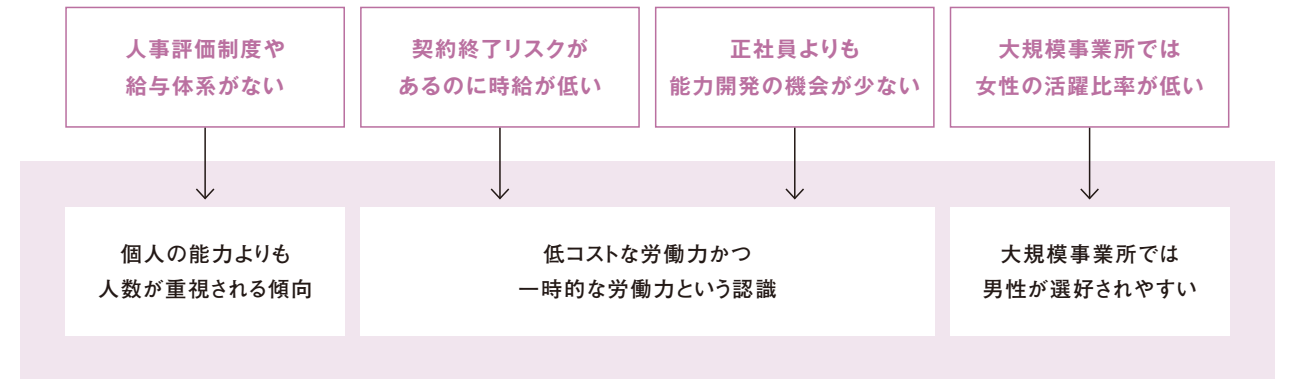 人事評価制度や
給与体系がない
契約終了リスクが
あるのに時給が低い
正社員よりも
能力開発の機会が少ない
大規模事業所では
女性の活躍比率が低い
個人の能力よりも
人数が重視される傾向
低コストな労働力かつ
一時的な労働力という認識
大規模事業所では
男性が選好されやすい